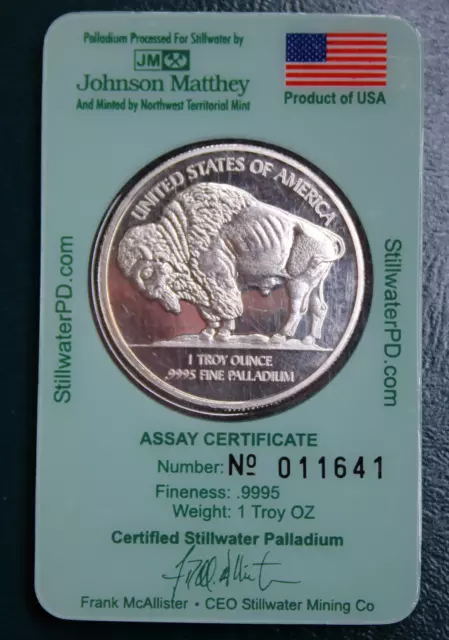 Palladium Processed For Stillwater by
JM
Johnson Matthey
And Minted by Northwest Territorial Mint
Product of USA
UNITED STATES OF AMERICA
1 TROY OUNCE
.9995 FINE PALLADIUM
StillwaterPD.com
StillwaterPD.com
ASSAY CERTIFICATE
Number: Nº 011641
Fineness: .9995
Weight: 1 Troy OZ
Certified Stillwater Palladium
Frank McAllister • CEO Stillwater Mining Co